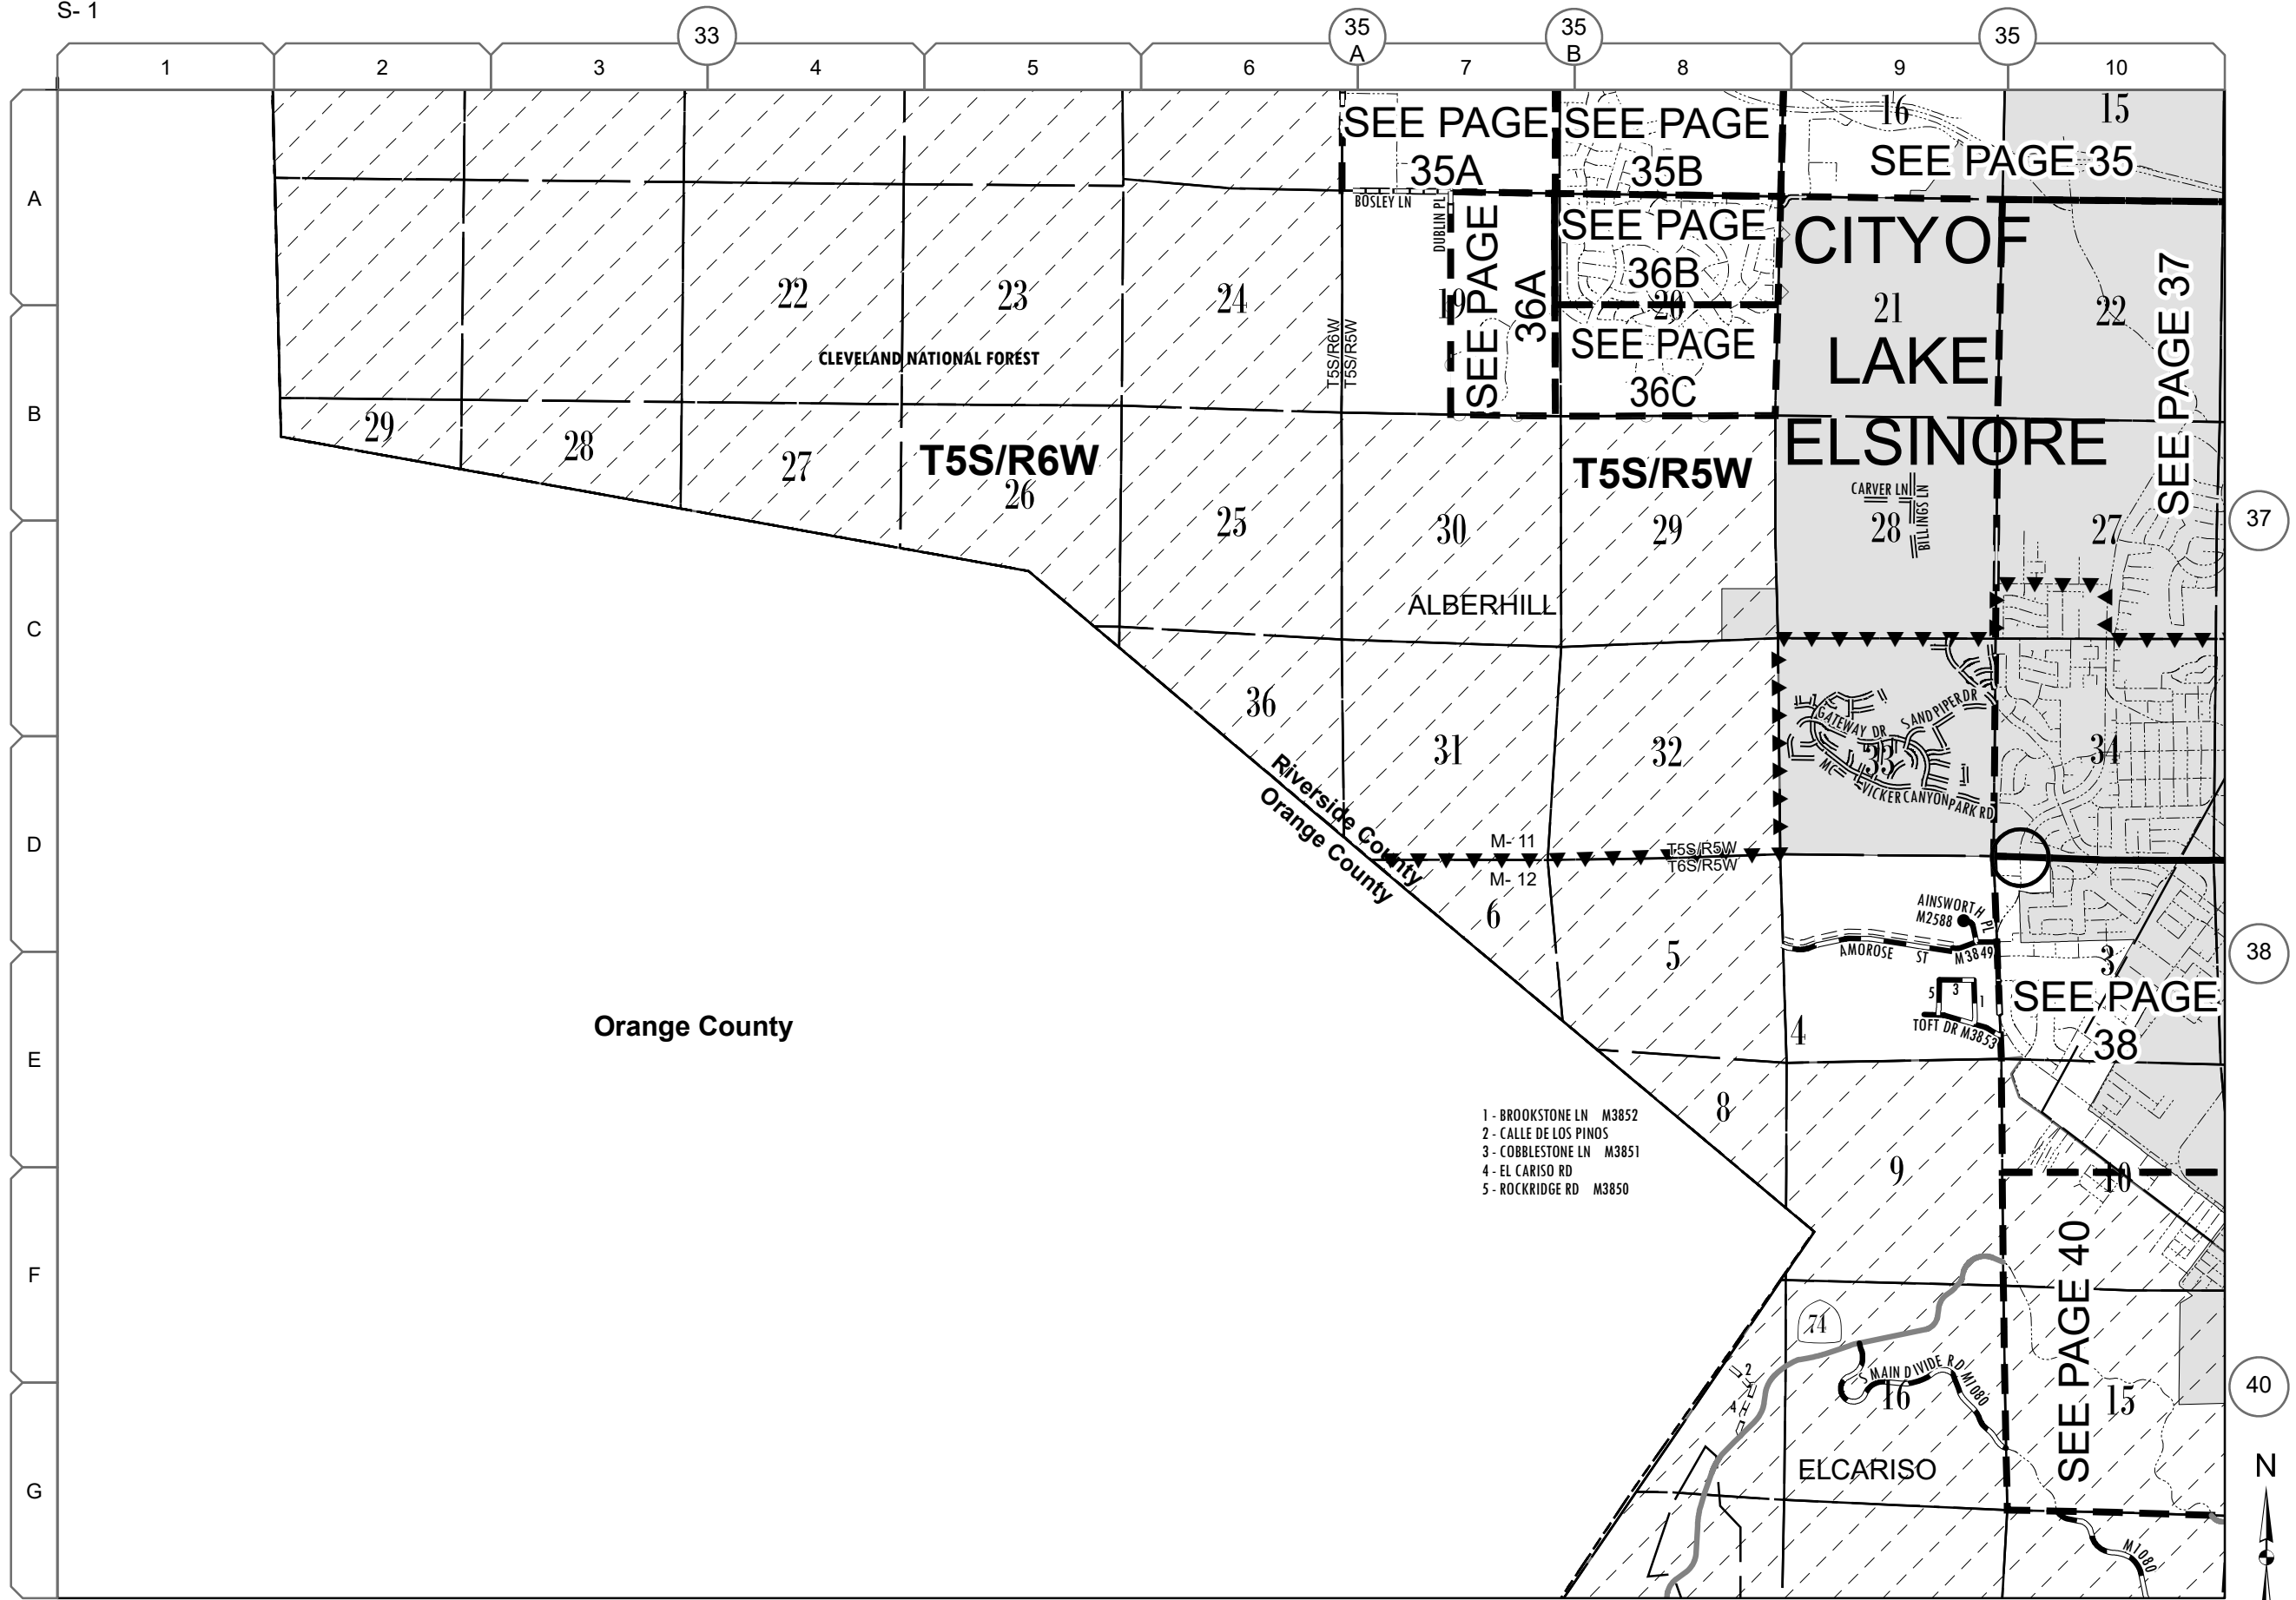 S- 1
33
35
A
35
B
35
1
2
3
4
5
6
7
8
9
10
A
B
C
D
E
F
G
SEE PAGE
35A
SEE PAGE
35B
16
15
SEE PAGE 35
BOSLEY LN
DUBLIN PL
SEE PAGE
36A
SEE PAGE
36B
20
SEE PAGE
36C
CITY OF
LAKE
ELSINORE
SEE PAGE 37
22
23
24
19
21
22
CLEVELAND NATIONAL FOREST
T5S/R6W
T5S/R5W
29
28
27
T5S/R6W
26
25
30
T5S/R5W
29
CARVER LN
BILLINGS LN
28
27
37
ALBERHILL
36
31
32
GATEWAY DR
SANDPIPER DR
33
MC VICKER CANYON PARK RD
34
Riverside County
Orange County
M- 11
M- 12
T5S/R5W
T6S/R5W
6
5
AINSWORTH PL
M2588
AMOROSE ST M3849
3
38
5
3
1
TOFT DR M3853
4
SEE PAGE
38
Orange County
8
1 - BROOKSTONE LN M3852
2 - CALLE DE LOS PINOS
3 - COBBLESTONE LN M3851
4 - EL CARISO RD
5 - ROCKRIDGE RD M3850
9
10
SEE PAGE 40
74
2
4
S MAIN DIVIDE RD M1080
16
15
40
ELCARISO
N
M1080